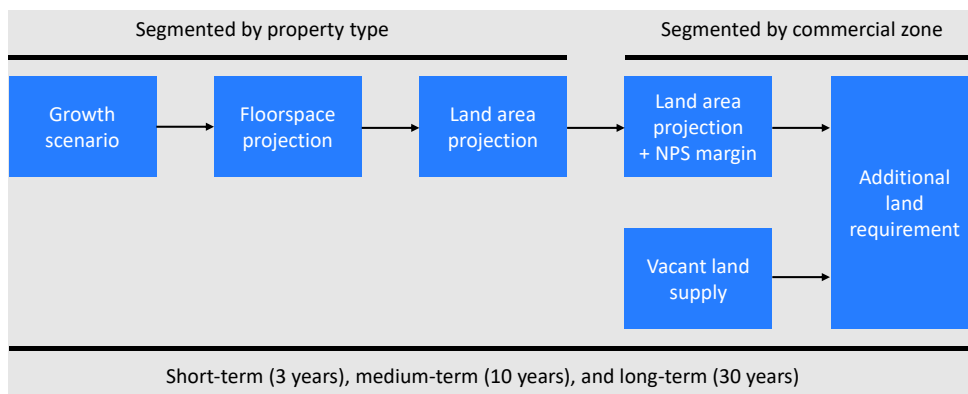 Segmented by property type
Segmented by commercial zone
Growth
scenario
Floorspace
projection
Land area
projection
Land area
projection
+ NPS margin
Additional
land
requirement
Vacant land
supply
Short-term (3 years), medium-term (10 years), and long-term (30 years)